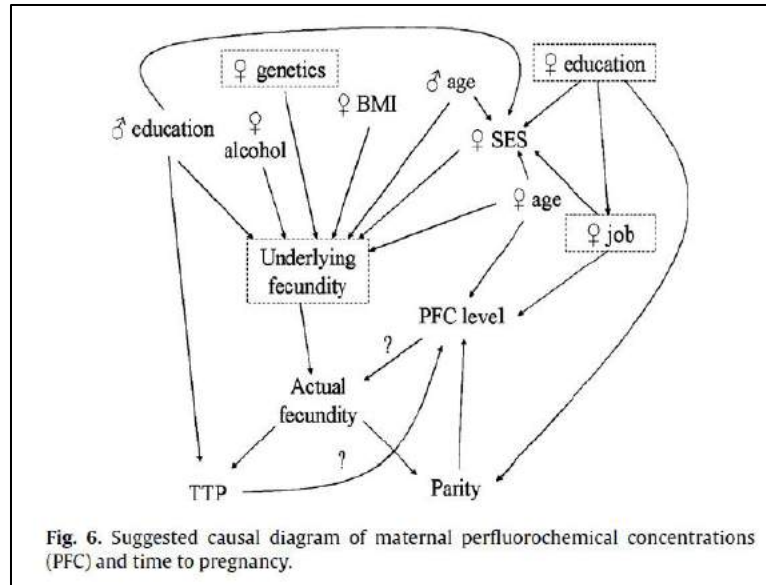 ♀ genetics
♂ age
♀ education
♀ BMI
♂ education
♀
alcohol
♀ SES
♀ age
♀ job
Underlying
fecundity
PFC level
?
Actual
fecundity
?
TTP
Parity
Fig. 6. Suggested causal diagram of maternal perfluorochemical concentrations
(PFC) and time to pregnancy.